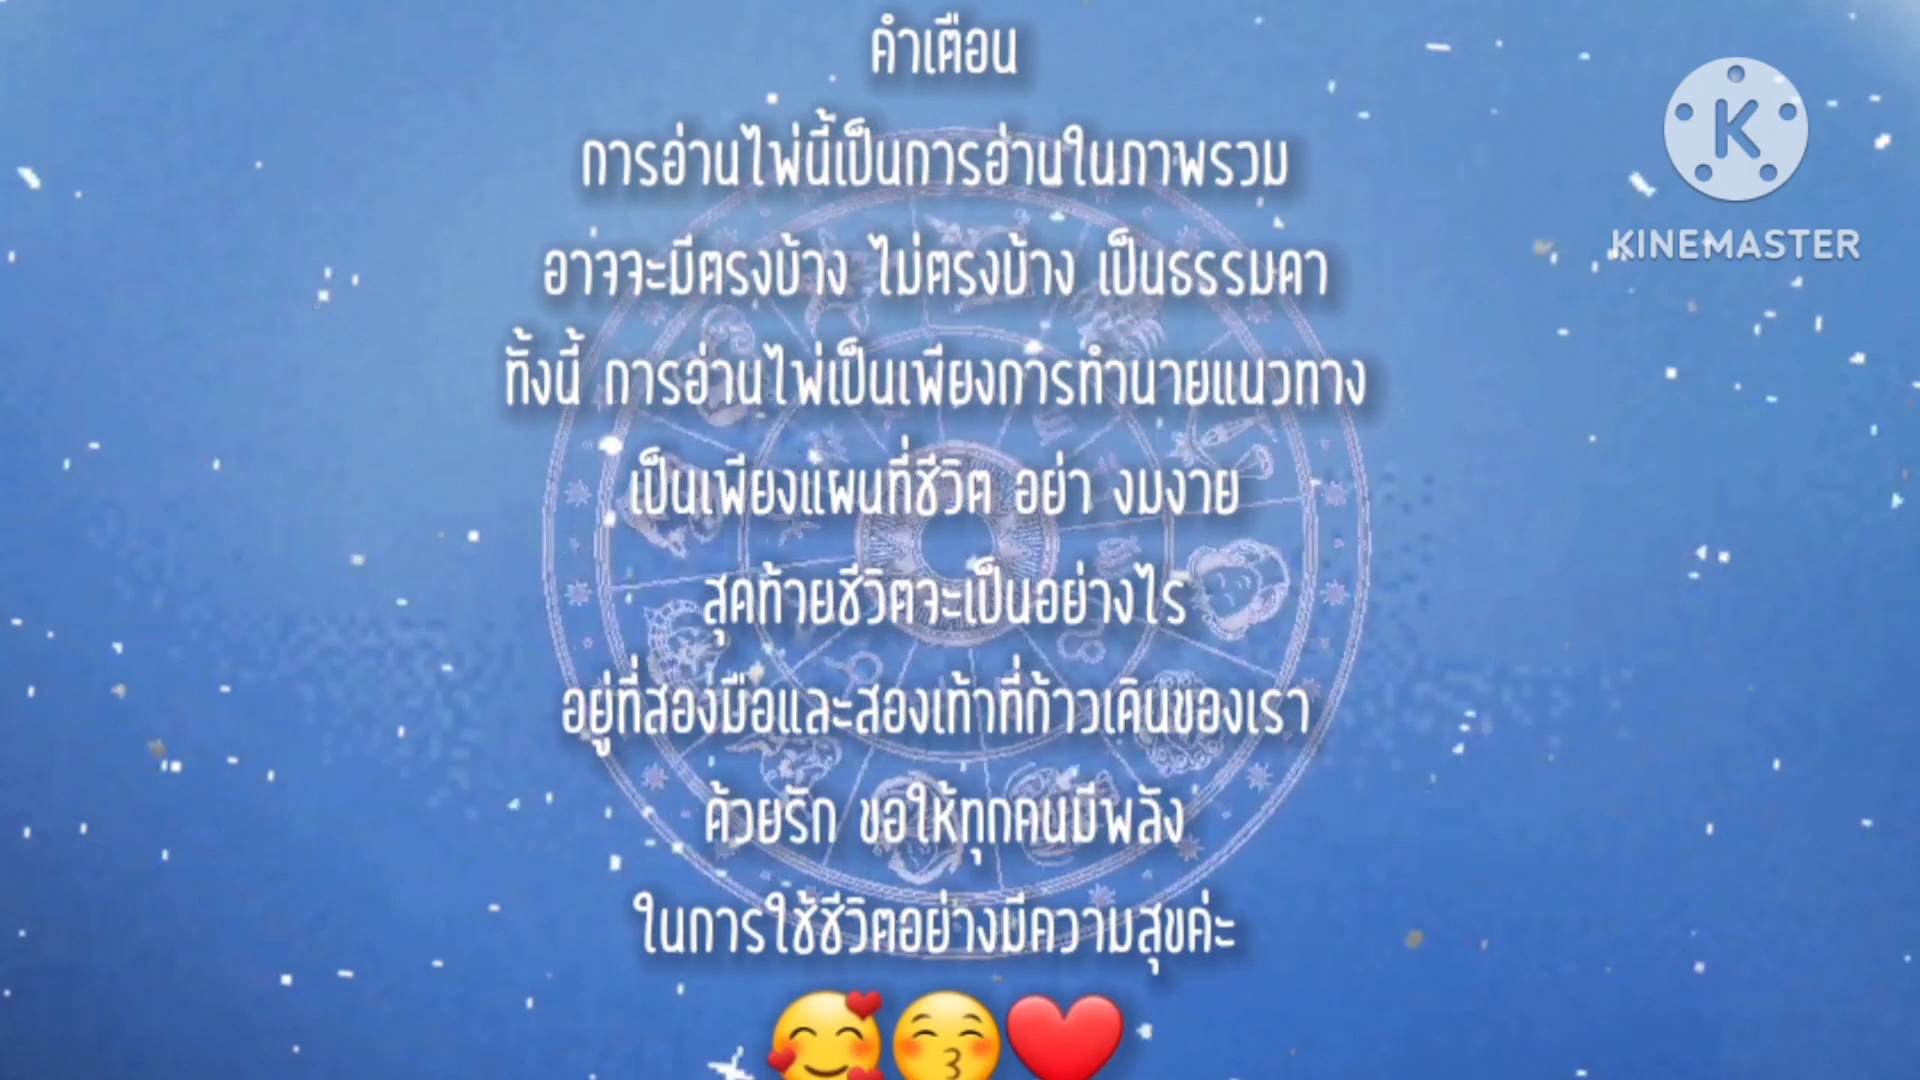 คำเตือน
การอ่านไพ่นี้เป็นการอ่านในภาพรวม
อาจจะมีตรงบ้าง ไม่ตรงบ้าง เป็นธรรมดา
ทั้งนี้ การอ่านไพ่เป็นเพียงการทำนายแนวทาง
เป็นเพียงแผนที่ชีวิต อย่า งมงาย
สุดท้ายชีวิตจะเป็นอย่างไร
อยู่ที่สองมือและสองเท้าที่ก้าวเดินของเรา
ด้วยรัก ขอให้ทุกคนมีพลัง
ในการใช้ชีวิตอย่างมีความสุขค่ะ
K
KINEMASTER